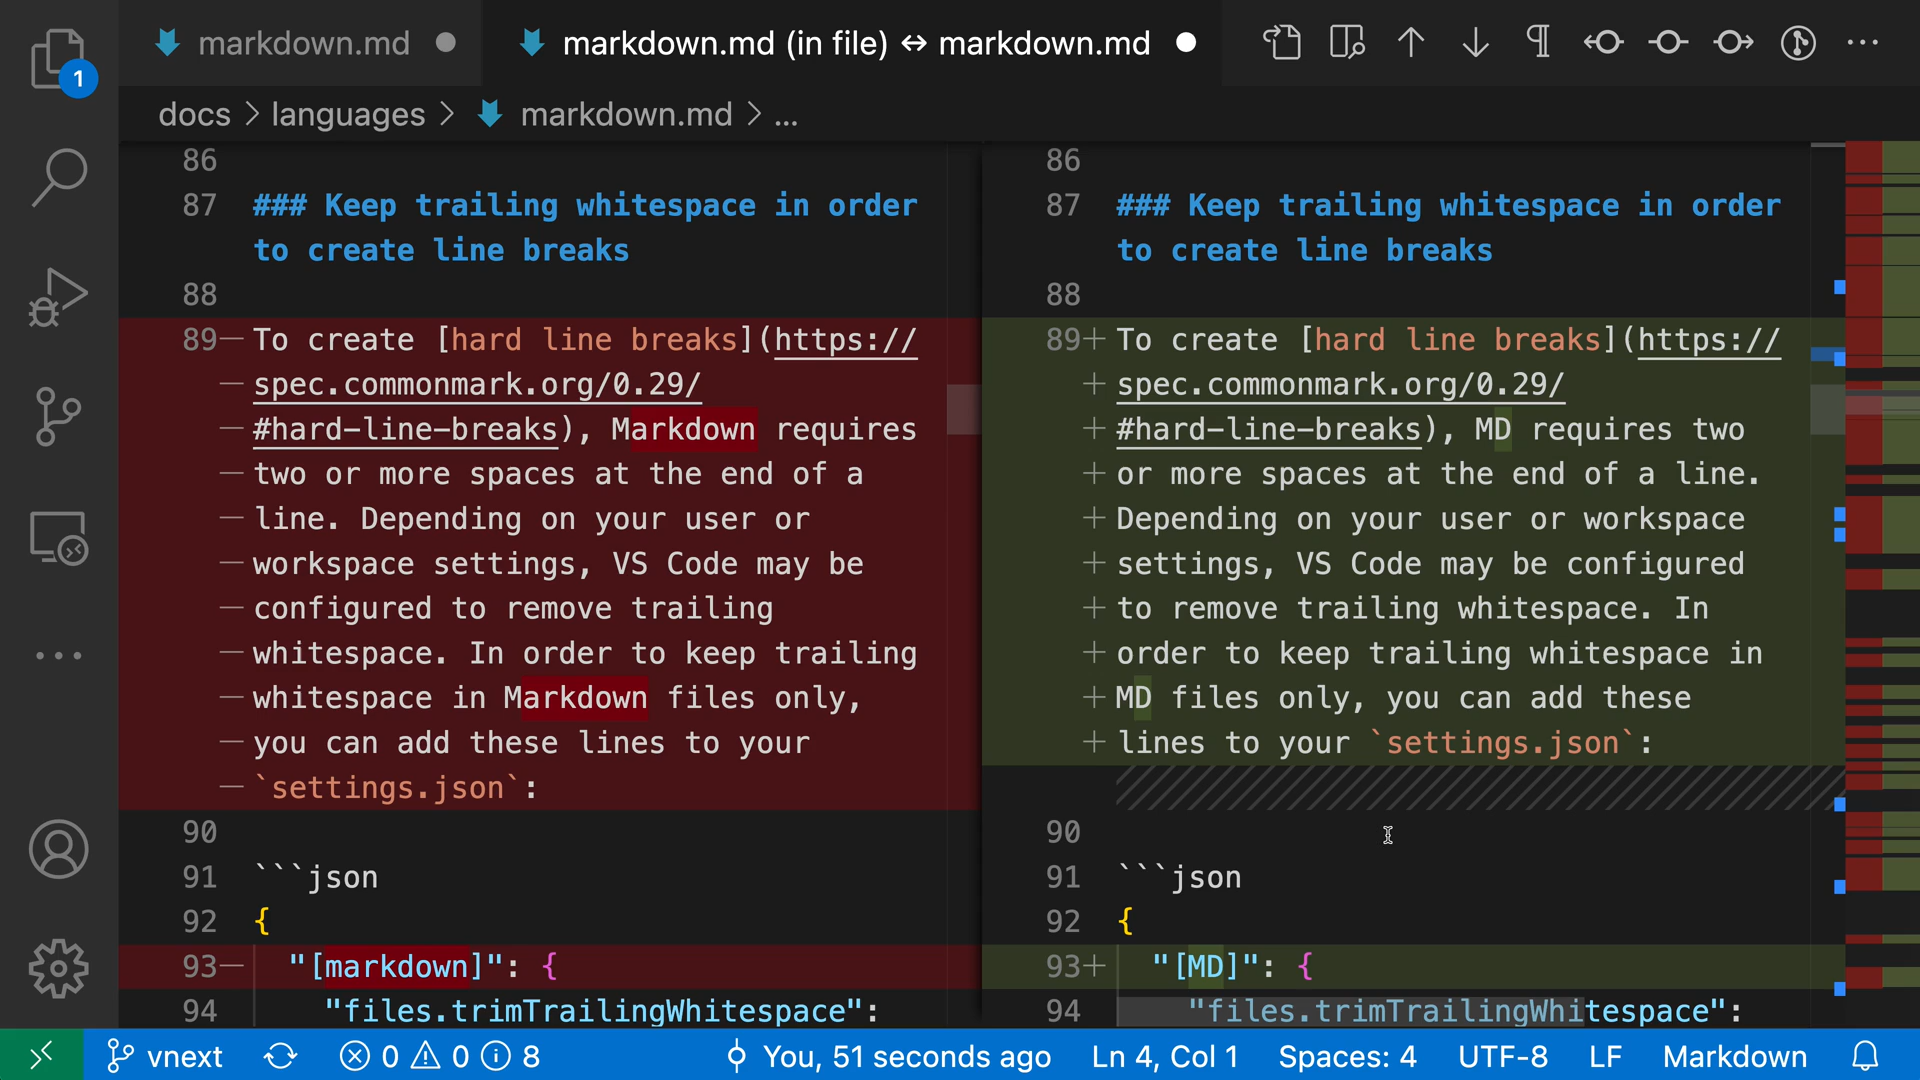 markdown.md
markdown.md (in file) ↔ markdown.md
1
docs > languages > markdown.md > ...
86
87 ### Keep trailing whitespace in order
to create line breaks
88
89— To create [hard line breaks](https://
— spec.commonmark.org/0.29/
— #hard-line-breaks), Markdown requires
— two or more spaces at the end of a
— line. Depending on your user or
— workspace settings, VS Code may be
— configured to remove trailing
— whitespace. In order to keep trailing
— whitespace in Markdown files only,
— you can add these lines to your
— `settings.json`:
90
91 ```json
92 {
93— "[markdown]": {
94 "files.trimTrailingWhitespace":
86
87 ### Keep trailing whitespace in order
to create line breaks
88
89+ To create [hard line breaks](https://
+ spec.commonmark.org/0.29/
+ #hard-line-breaks), MD requires two
+ or more spaces at the end of a line.
+ Depending on your user or workspace
+ settings, VS Code may be configured
+ to remove trailing whitespace. In
+ order to keep trailing whitespace in
+ MD files only, you can add these
+ lines to your `settings.json`:
90
91 ```json
92 {
93+ "[MD]": {
94 "files.trimTrailingWhitespace":
vnext 0 0 8 You, 51 seconds ago Ln 4, Col 1 Spaces: 4 UTF-8 LF Markdown